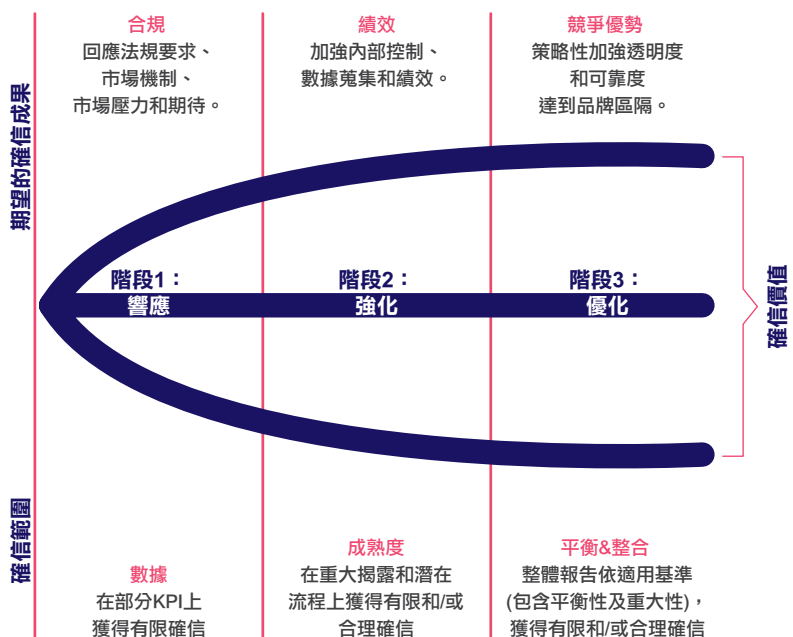 合規
回應法規要求、
市場機制、
市場壓力和期待。
績效
加強內部控制、
數據蒐集和績效。
競爭優勢
策略性加強透明度
和可靠度
達到品牌區隔。
期望的確信成果
階段1：
響應
階段2：
強化
階段3：
優化
確信價值
確信範圍
數據
在部分KPI上
獲得有限確信
成熟度
在重大揭露和潛在
流程上獲得有限和/或
合理確信
平衡&整合
整體報告依適用基準
(包含平衡性及重大性)，
獲得有限和/或合理確信